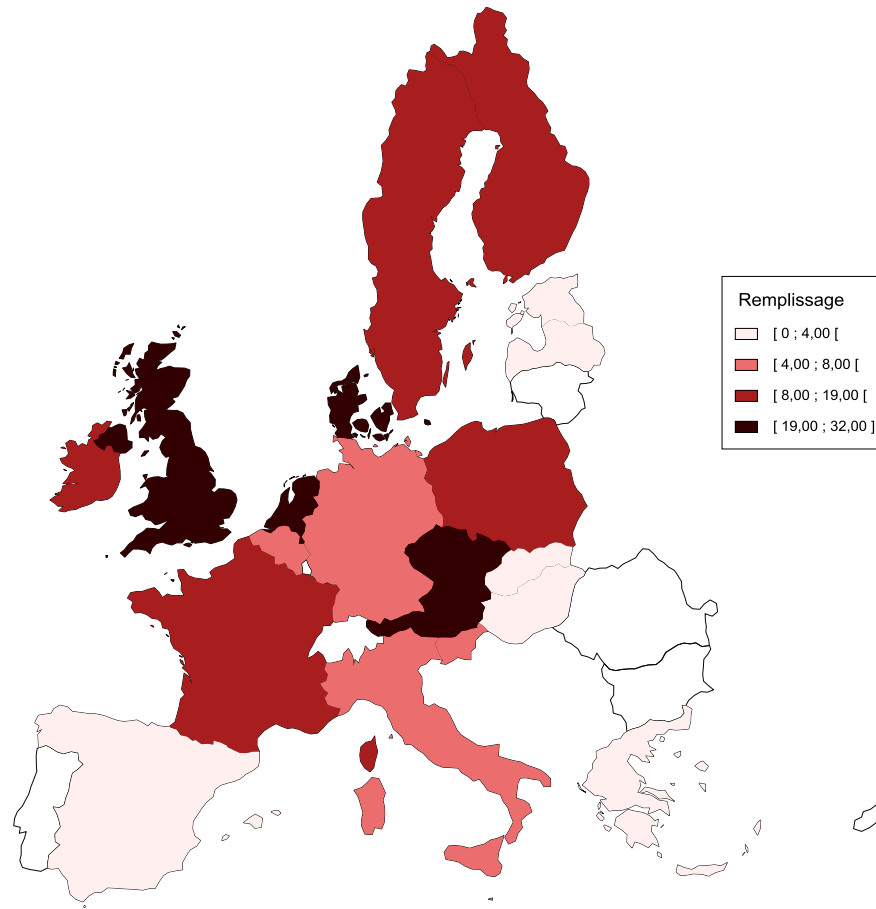 Remplissage
[ 0 ; 4,00 [
[ 4,00 ; 8,00 [
[ 8,00 ; 19,00 [
[ 19,00 ; 32,00 ]